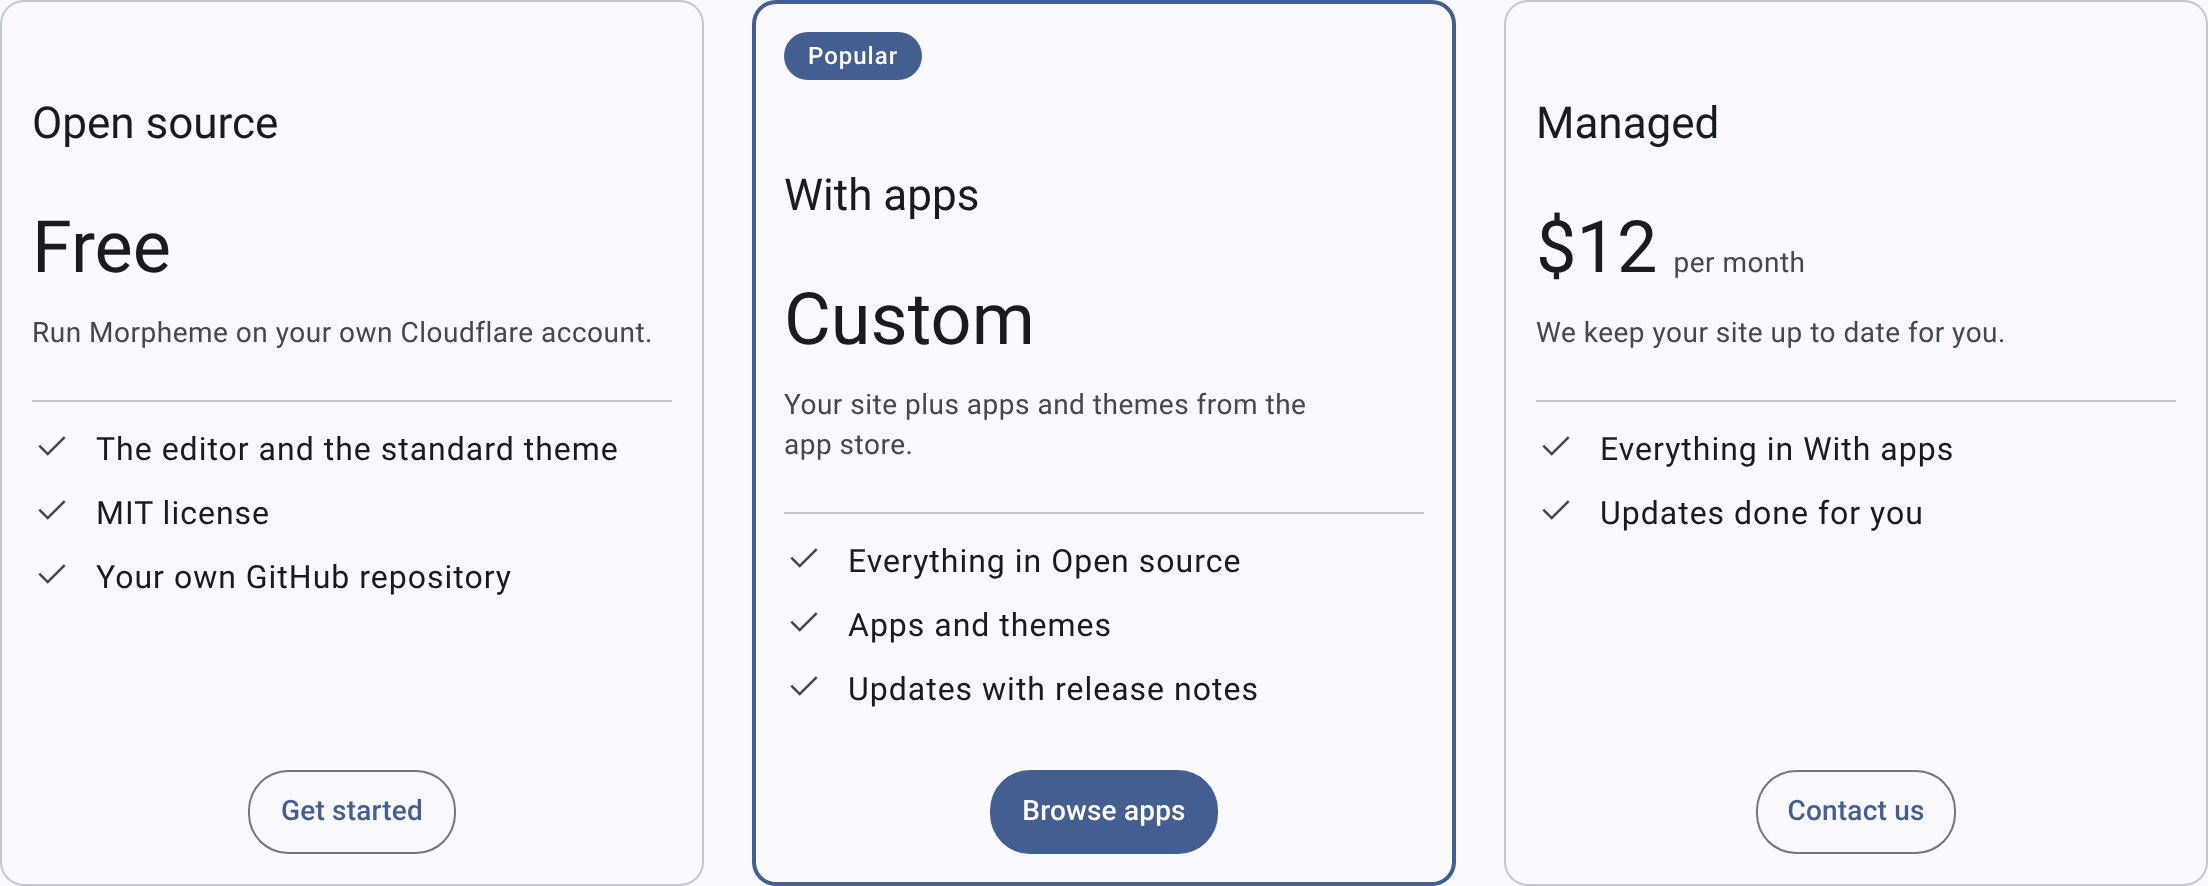 Open source
Free
Run Morpheme on your own Cloudflare account.
The editor and the standard theme
MIT license
Your own GitHub repository
Get started
Popular
With apps
Custom
Your site plus apps and themes from the
app store.
Everything in Open source
Apps and themes
Updates with release notes
Browse apps
Managed
$12 per month
We keep your site up to date for you.
Everything in With apps
Updates done for you
Contact us